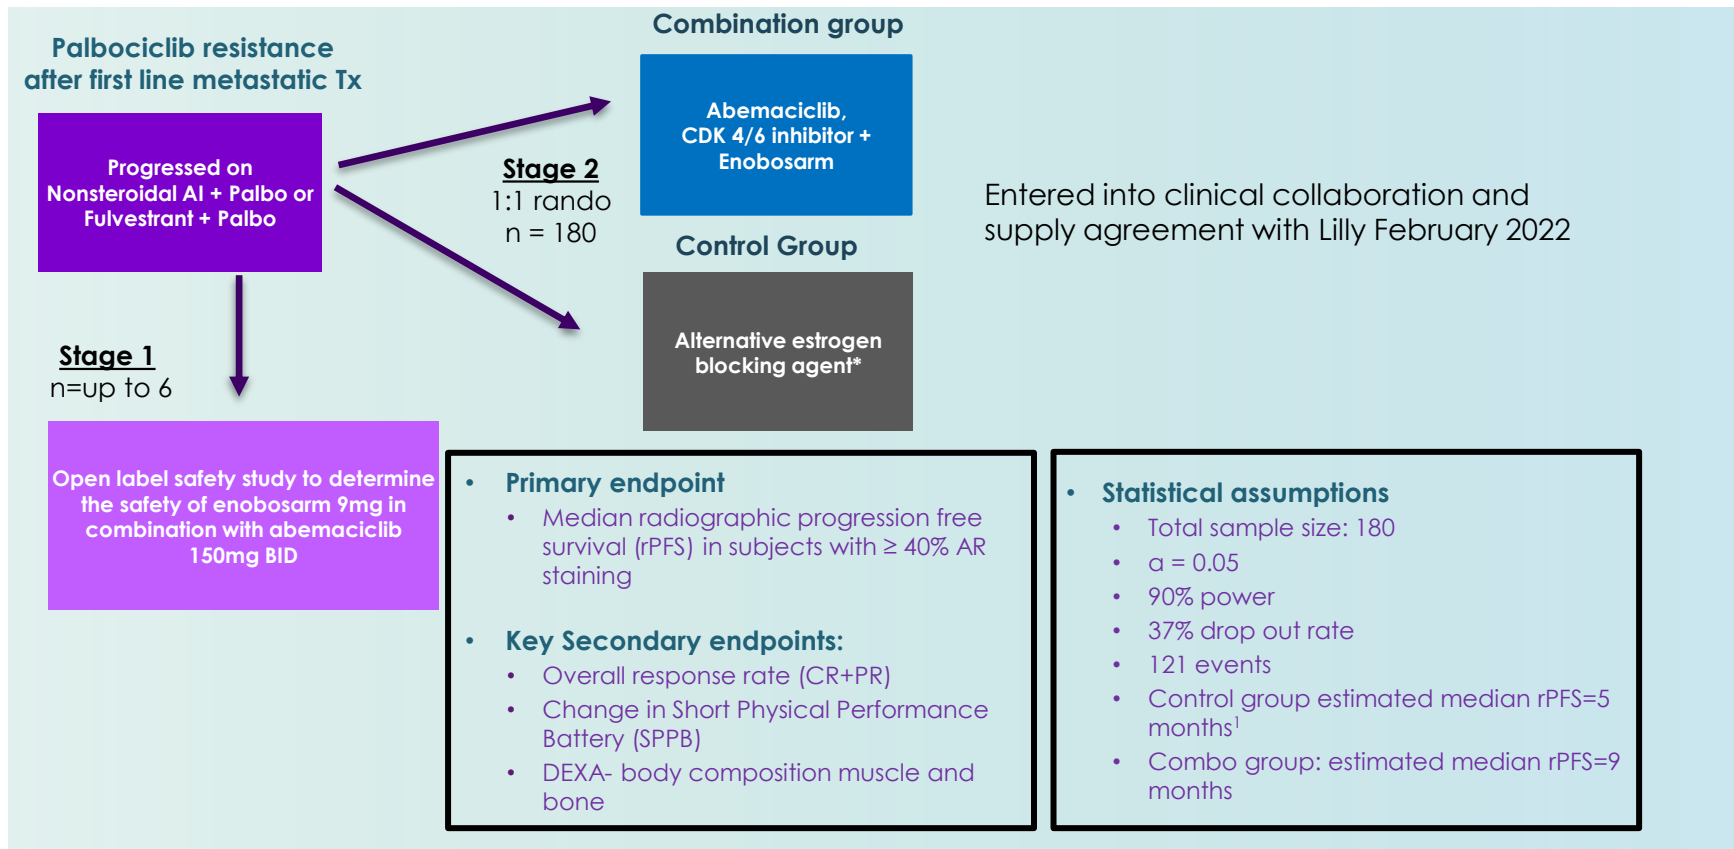 Palbociclib resistance
after first line metastatic Tx
Progressed on
Nonsteroidal AI + Palbo or
Fulvestrant + Palbo
Stage 1
n=up to 6
Open label safety study to determine
the safety of enobosarm 9mg in
combination with abemaciclib
150mg BID
Stage 2
1:1 rando
n = 180
Combination group
Abemaciclib,
CDK 4/6 inhibitor +
Enobosarm
Control Group
Alternative estrogen
blocking agent*
Entered into clinical collaboration and
supply agreement with Lilly February 2022
• Primary endpoint
• Median radiographic progression free
survival (rPFS) in subjects with ≥ 40% AR
staining
• Key Secondary endpoints:
• Overall response rate (CR+PR)
• Change in Short Physical Performance
Battery (SPPB)
• DEXA- body composition muscle and
bone
• Statistical assumptions
• Total sample size: 180
• α = 0.05
• 90% power
• 37% drop out rate
• 121 events
• Control group estimated median rPFS=5
months¹
• Combo group: estimated median rPFS=9
months